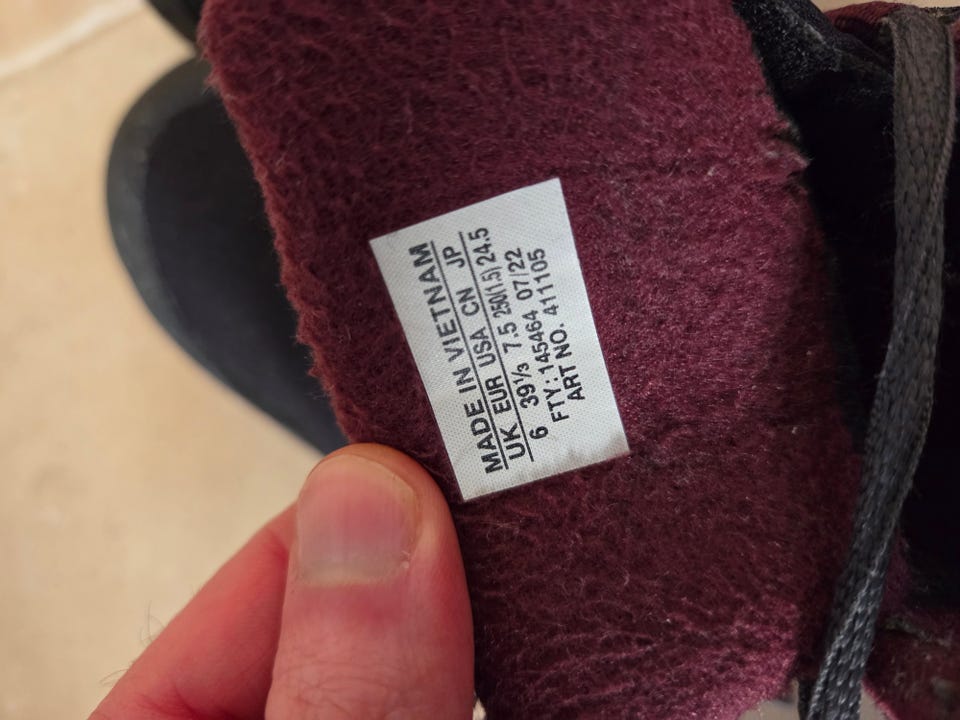 MADE IN VIETNAM
UK EUR USA CN JP
6 39⅓ 7.5 250(1.5) 24.5
FTY: 145464 07/22
ART NO. 411105